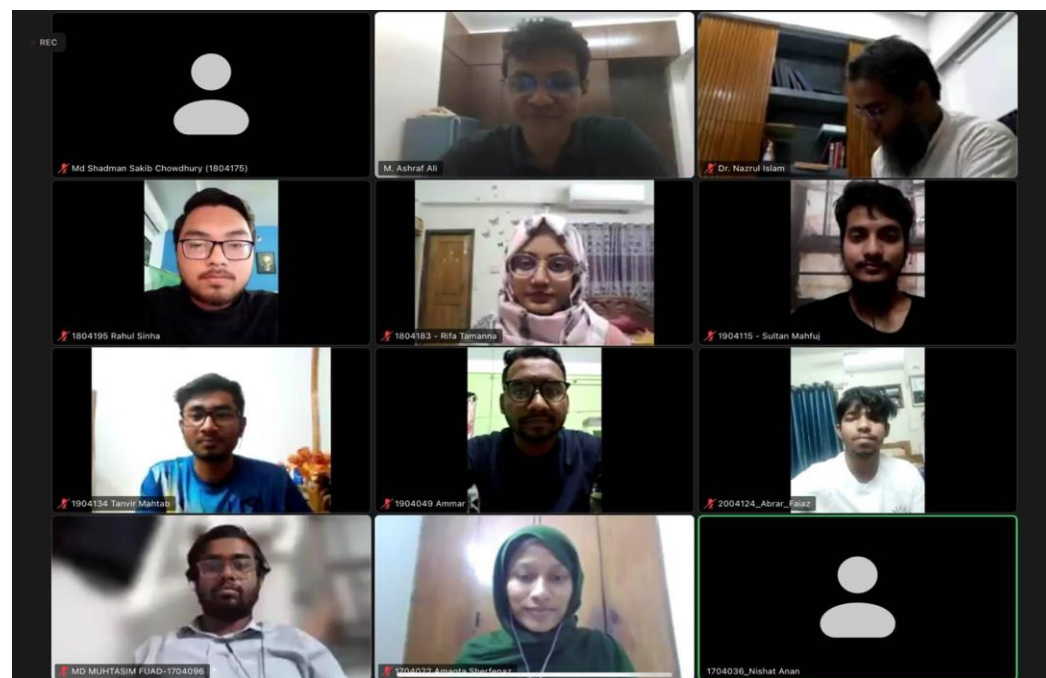 REC
Md Shadman Sakib Chowdhury (1804175)
M. Ashraf Ali
Dr. Nazrul Islam
1804195 Rahul Sinha
1804183 - Rifa Tamanna
1904115 - Sultan Mahfuj
1904134 Tanvir Mahtab
1904049 Ammar
2004124_Abrar_Faiaz
MD MUHTASIM FUAD-1704096
1704022 Amanta Sherfenaz
1704036_Nishat Anan